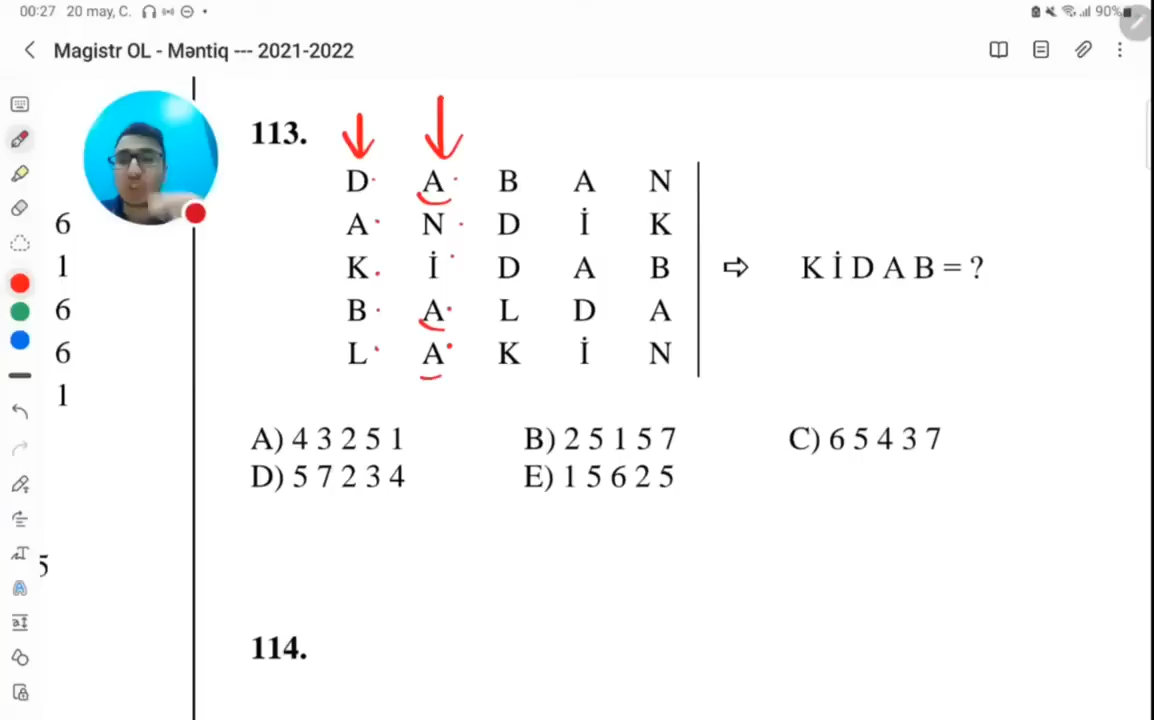 00:27 20 may, C.
90%
Magistr OL - Məntiq --- 2021-2022
6
1
6
6
1
5
113.
D A B A N
A N D İ K
K İ D A B
B A L D A
L A K İ N
⇨ K İ D A B = ?
A) 4 3 2 5 1 B) 2 5 1 5 7 C) 6 5 4 3 7
D) 5 7 2 3 4 E) 1 5 6 2 5
114.